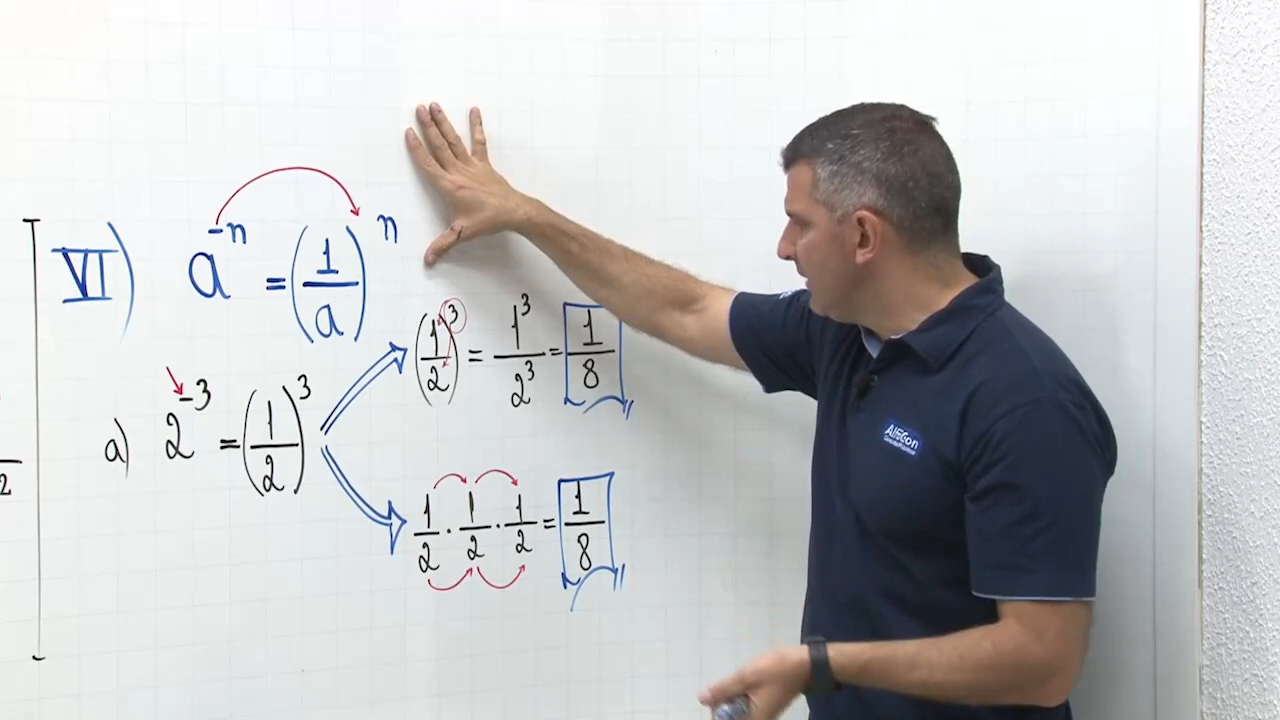 VI) a^-n = (1/a)^n
a) 2^-3 = (1/2)^3
(1/2)^3 = 1^3/2^3 = 1/8
1/2 · 1/2 · 1/2 = 1/8
2
AlfaCon